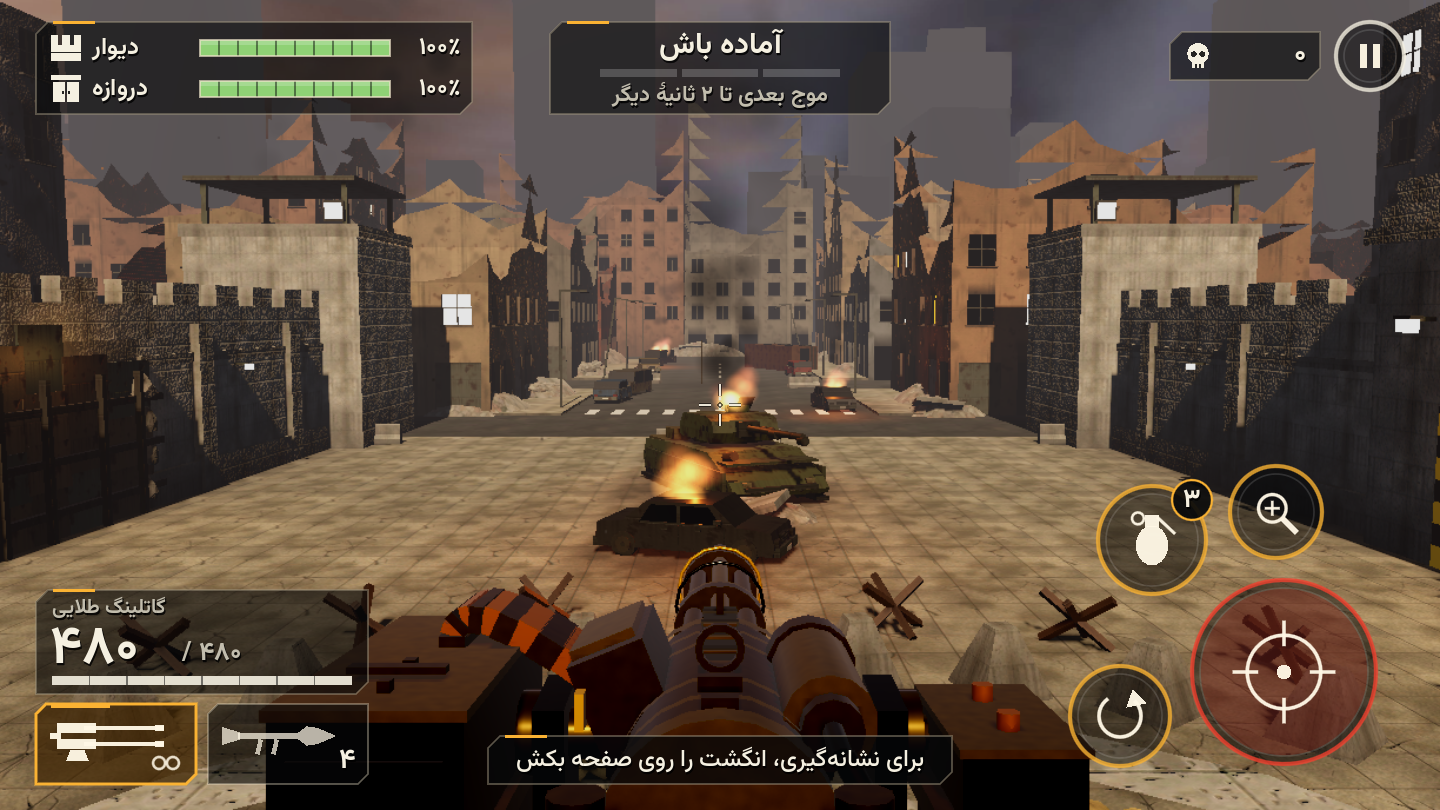 دیوار ۱۰۰٪
دروازه ۱۰۰٪
آماده باش
موج بعدی تا ۲ ثانیهٔ دیگر
۰
۳
گاتلینگ طلایی
۴۸۰ / ۴۸۰
∞
۴
برای نشانه‌گیری، انگشت را روی صفحه بکش